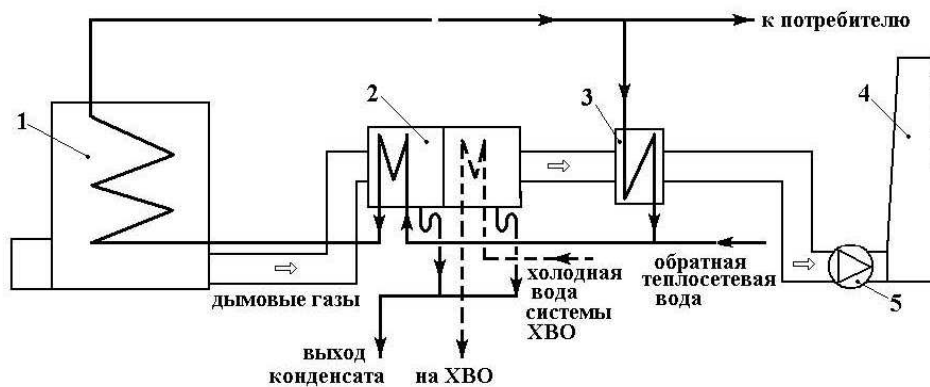 к потребителю
1
2
3
4
дымовые газы
холодная
вода
системы
ХВО
обратная
теплосетевая
вода
5
выход
конденсата
на ХВО